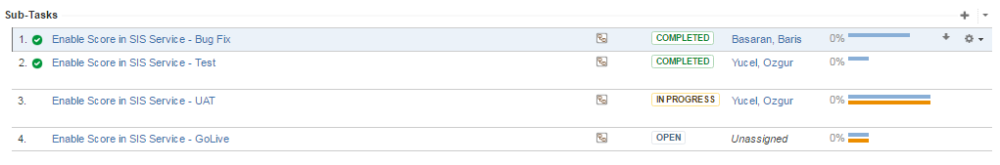 Sub-Tasks
1. Enable Score in SIS Service - Bug Fix COMPLETED Basaran, Baris 0%
2. Enable Score in SIS Service - Test COMPLETED Yucel, Ozgur 0%
3. Enable Score in SIS Service - UAT IN PROGRESS Yucel, Ozgur 0%
4. Enable Score in SIS Service - GoLive OPEN Unassigned 0%